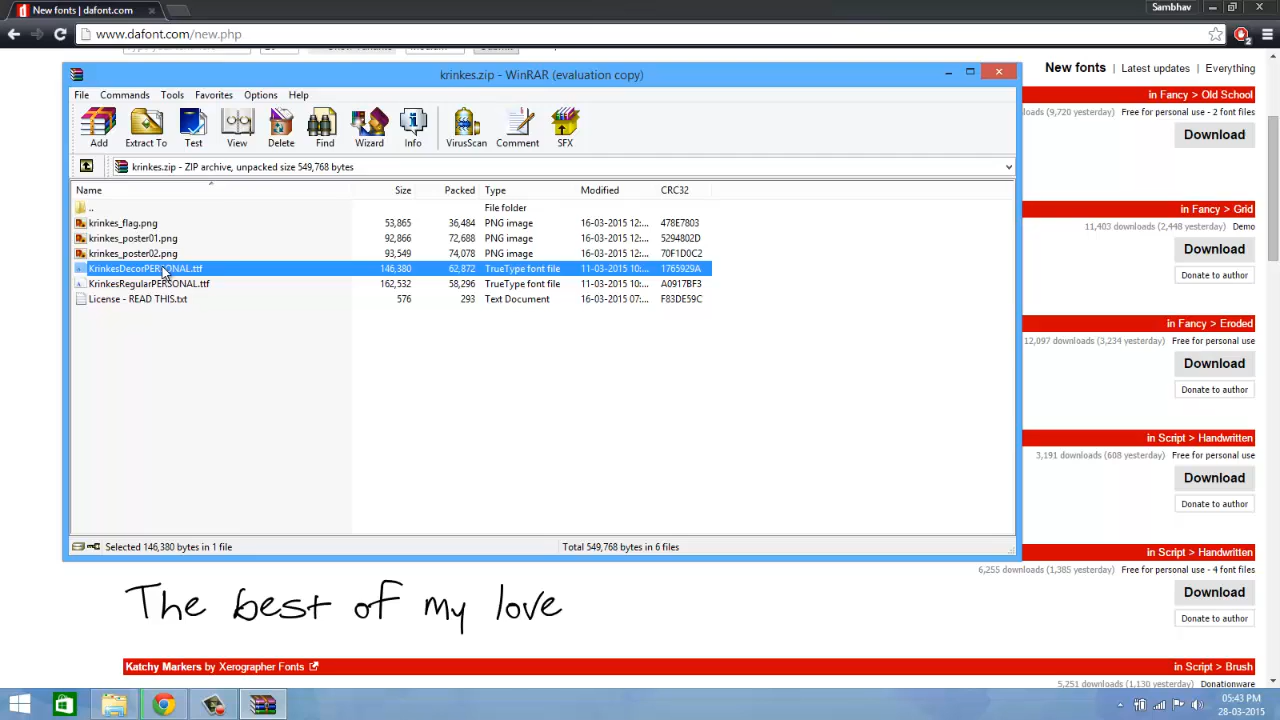 New fonts | dafont.com
Sambhav
www.dafont.com/new.php
krinkes.zip - WinRAR (evaluation copy)
File Commands Tools Favorites Options Help
Add Extract To Test View Delete Find Wizard Info VirusScan Comment SFX
krinkes.zip - ZIP archive, unpacked size 549,768 bytes
Name Size Packed Type Modified CRC32
.. File folder
krinkes_flag.png 53,865 36,484 PNG image 16-03-2015 12:... 478E7803
krinkes_poster01.png 92,866 72,688 PNG image 16-03-2015 12:... 5294802D
krinkes_poster02.png 93,549 74,078 PNG image 16-03-2015 12:... 70F1D0C2
KrinkesDecorPERSONAL.ttf 146,380 62,872 TrueType font file 11-03-2015 10:... 1765929A
KrinkesRegularPERSONAL.ttf 162,532 58,296 TrueType font file 11-03-2015 10:... A0917BF3
License - READ THIS.txt 576 293 Text Document 16-03-2015 07:... F83DE59C
Selected 146,380 bytes in 1 file Total 549,768 bytes in 6 files
New fonts | Latest updates | Everything
in Fancy > Old School
(9,720 yesterday) Free for personal use - 2 font files
Download
in Fancy > Grid
11,403 downloads (2,448 yesterday) Demo
Download
Donate to author
in Fancy > Eroded
12,097 downloads (3,234 yesterday) Free for personal use
Download
Donate to author
in Script > Handwritten
3,191 downloads (608 yesterday) Free for personal use
Download
Donate to author
in Script > Handwritten
6,255 downloads (1,385 yesterday) Free for personal use - 4 font files
Download
Donate to author
The best of my love
Katchy Markers by Xerographer Fonts in Script > Brush
5,251 downloads (1,130 yesterday) Donationware
05:43 PM
28-03-2015